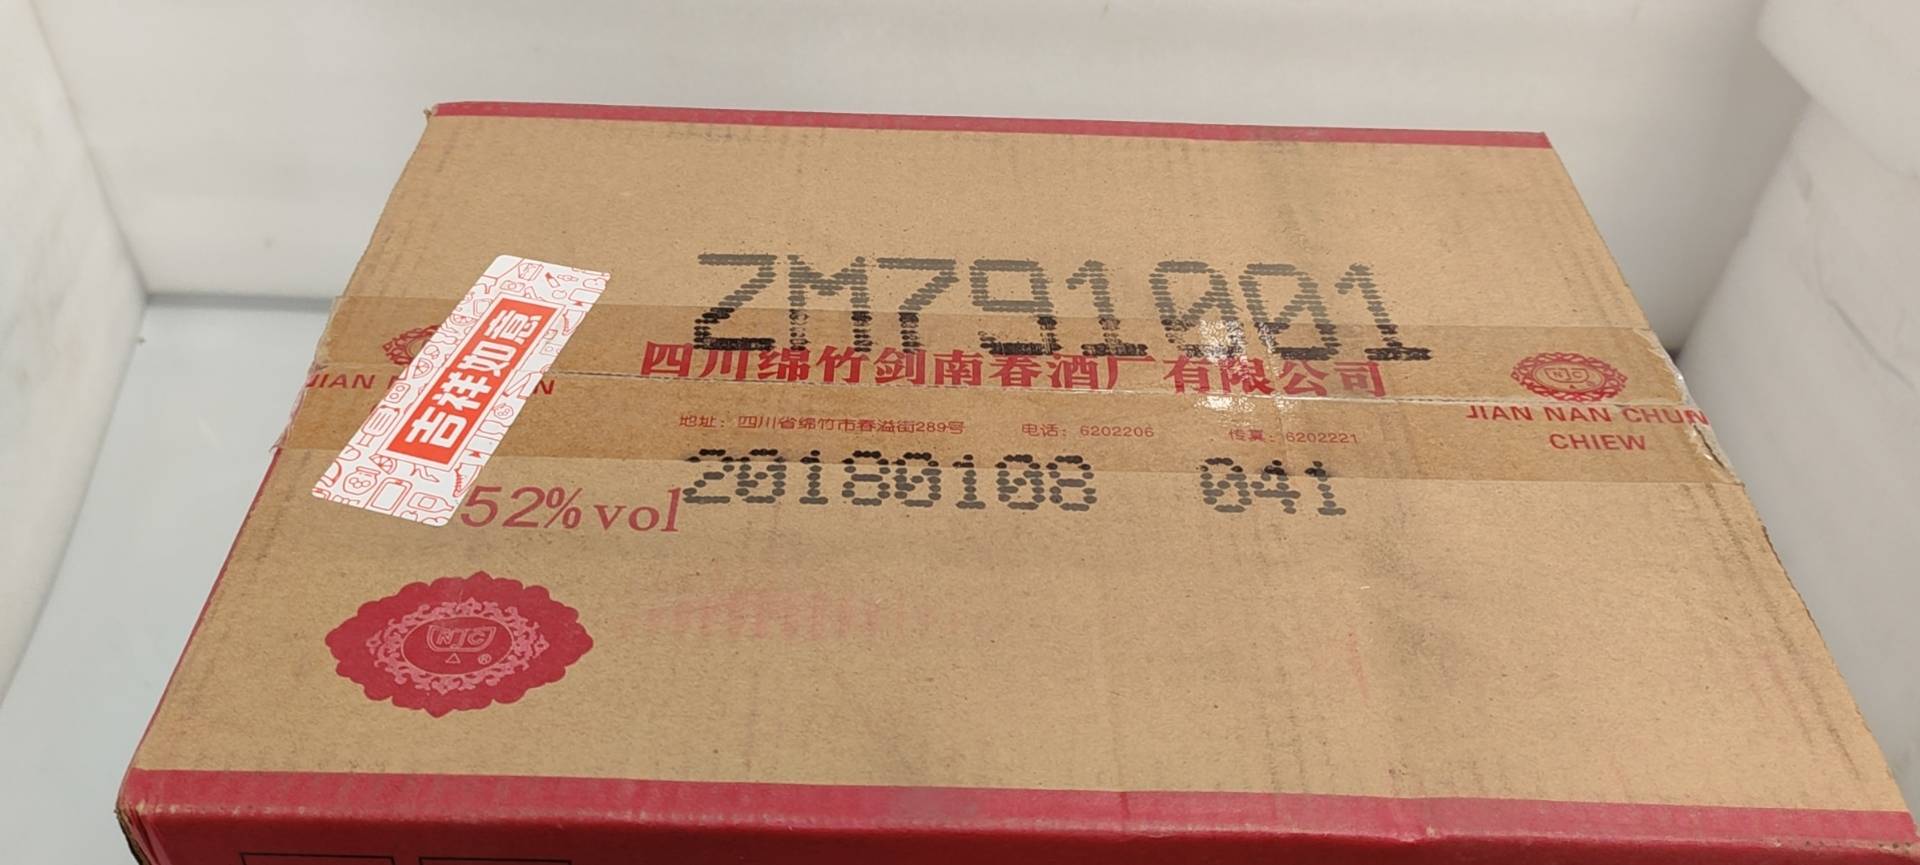 ZM791001
四川绵竹剑南春酒厂有限公司
地址：四川省绵竹市春溢街289号 电话：6202206 传真：6202221
20180108 041
52%vol
吉祥如意
JIAN
N
NJC
JIAN NAN CHUN
CHIEW
NJC
®